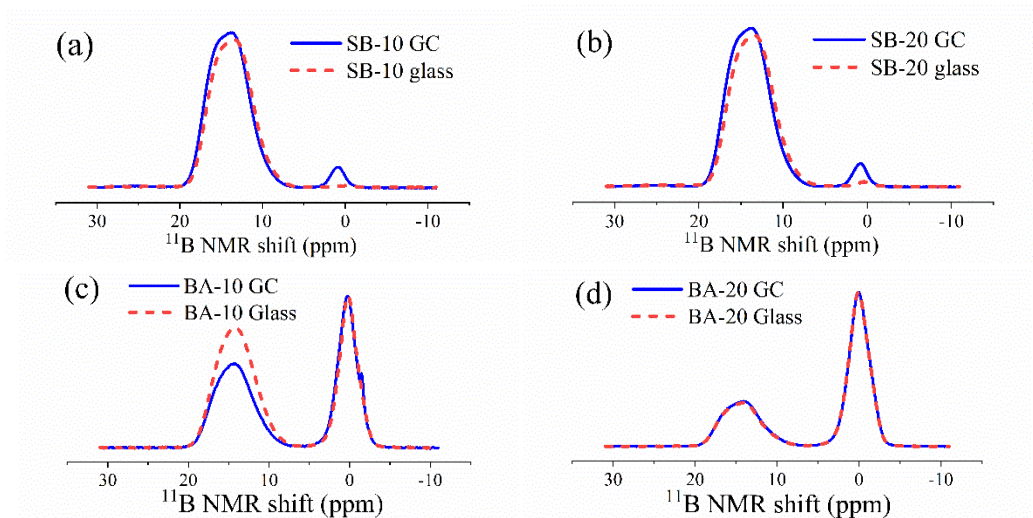 (a)
SB-10 GC
SB-10 glass
30 20 10 0 -10
¹¹B NMR shift (ppm)
(b)
SB-20 GC
SB-20 glass
30 20 10 0 -10
¹¹B NMR shift (ppm)
(c)
BA-10 GC
BA-10 Glass
30 20 10 0 -10
¹¹B NMR shift (ppm)
(d)
BA-20 GC
BA-20 Glass
30 20 10 0 -10
¹¹B NMR shift (ppm)